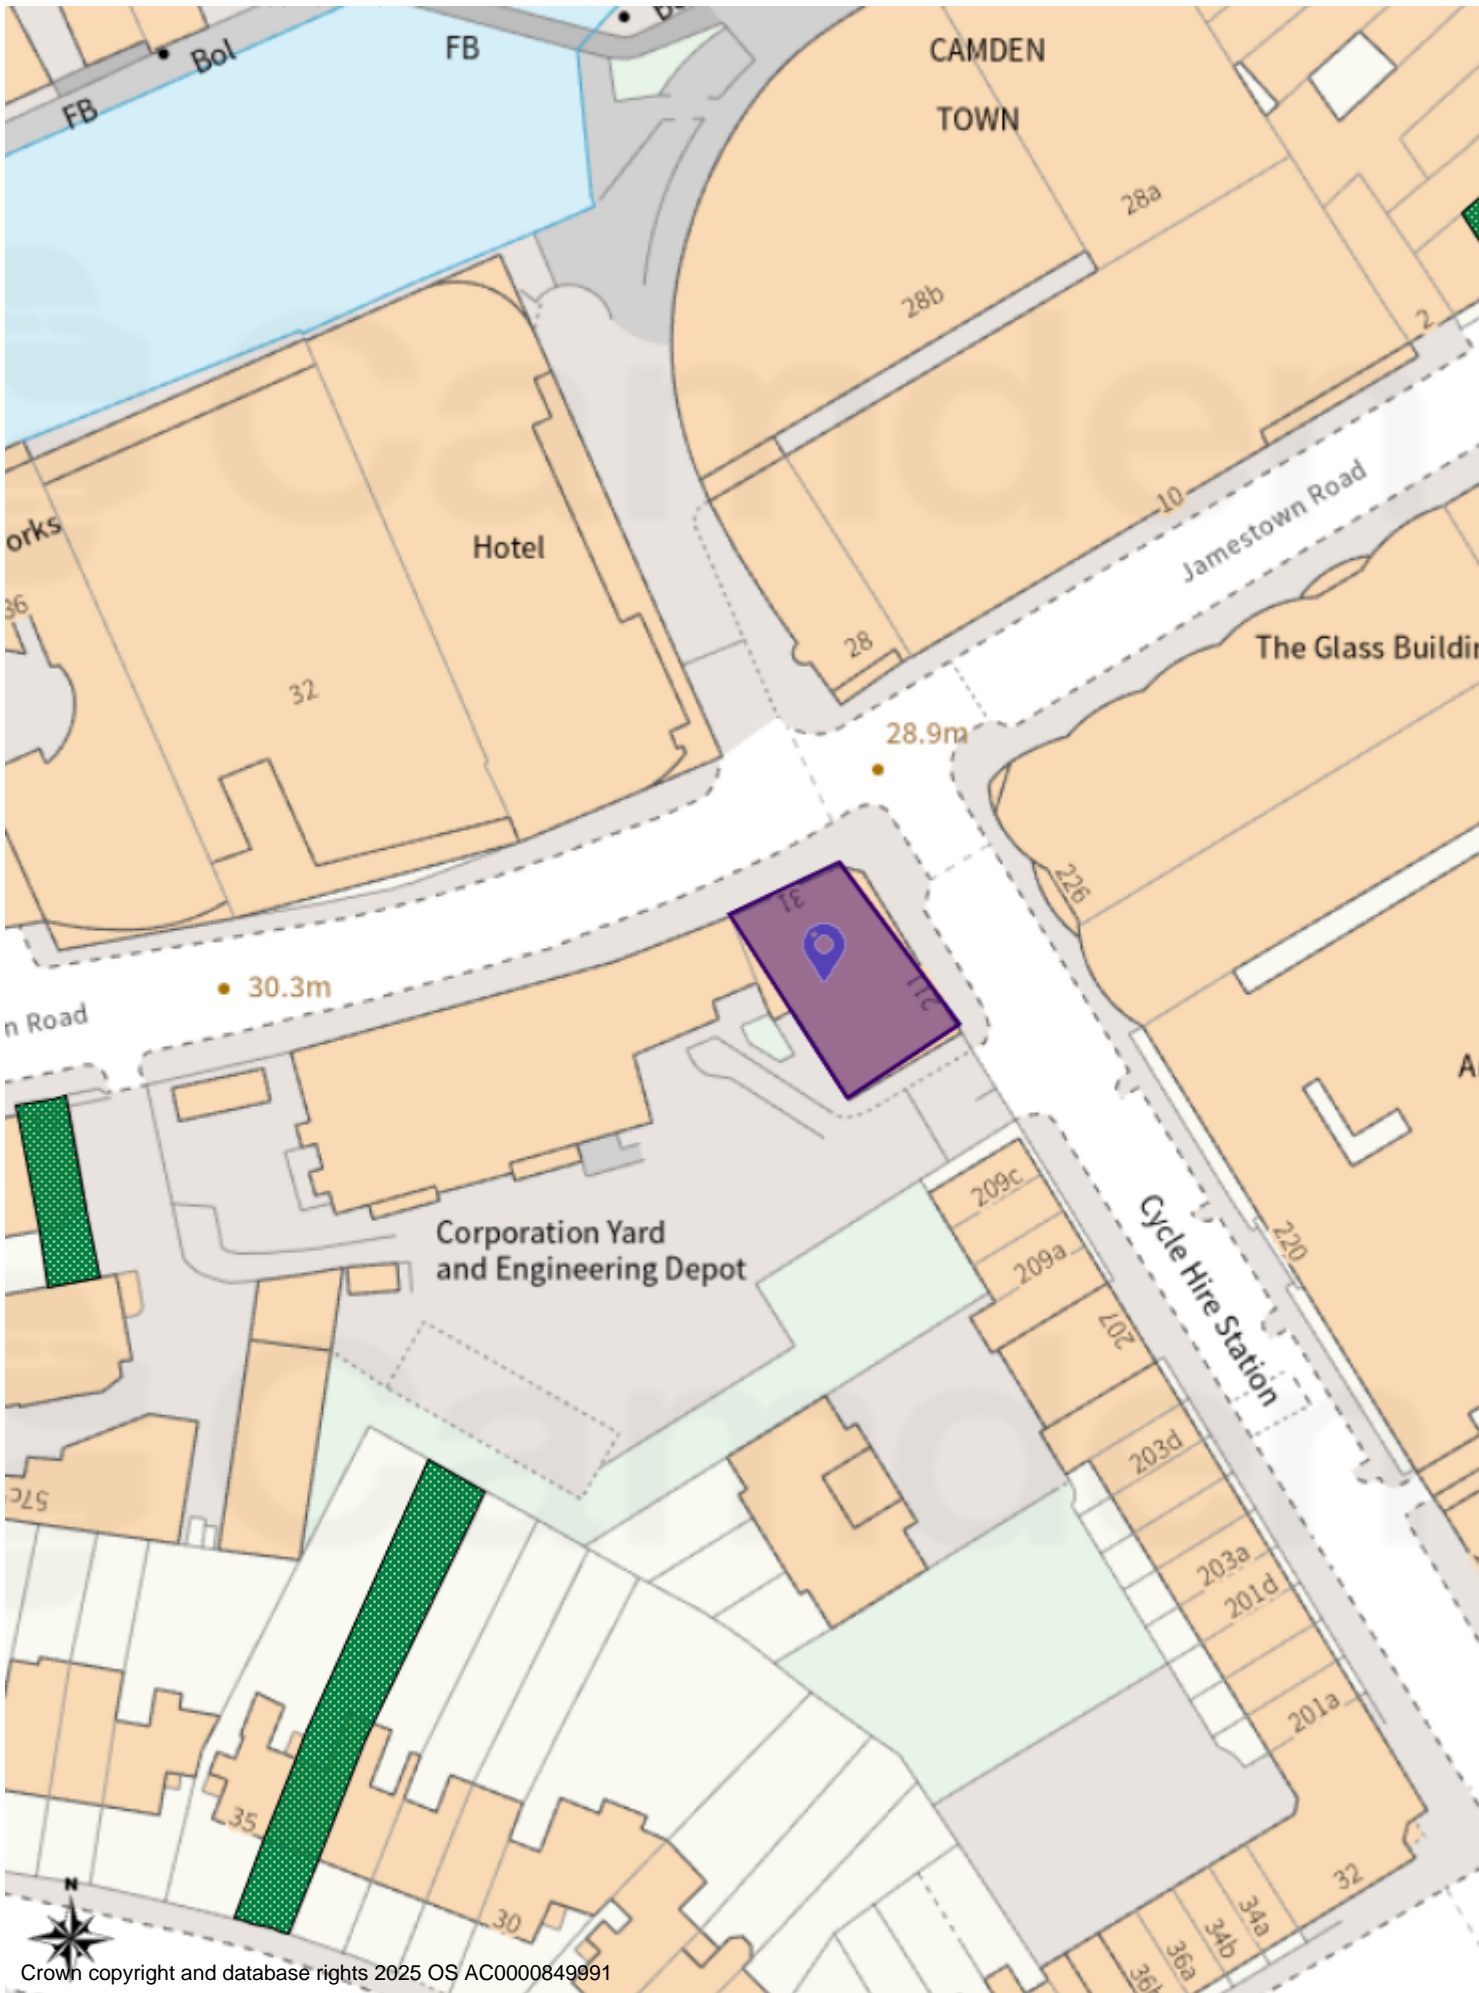 Bol
FB
FB
CAMDEN
TOWN
28a
28b
2
Camden
10
Jamestown Road
orks
Hotel
36
28
The Glass Buildin
32
28.9m
226
31
211
30.3m
n Road
209c
Corporation Yard
and Engineering Depot
209a
Cycle Hire Station
220
207
Camden
203d
57c
203a
201d
201a
35
30
32
34a
34b
36a
N
Crown copyright and database rights 2025 OS AC0000849991